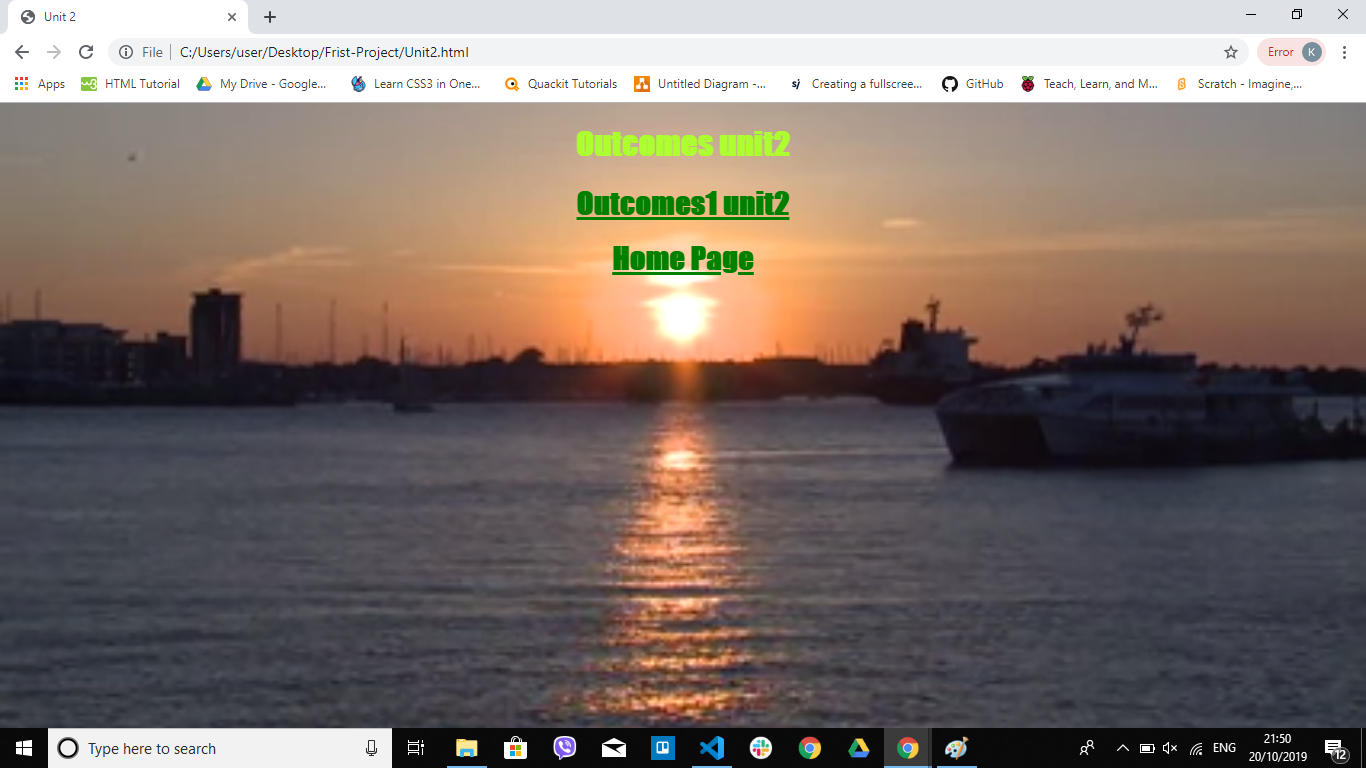 Unit 2
File C:/Users/user/Desktop/Frist-Project/Unit2.html Error K
Apps HTML Tutorial My Drive - Google... Learn CSS3 in One... Quackit Tutorials Untitled Diagram -... sj Creating a fullscree... GitHub Teach, Learn, and M... Scratch - Imagine,...
Outcomes unit2
Outcomes1 unit2
Home Page
Type here to search ENG 21:50
20/10/2019 12